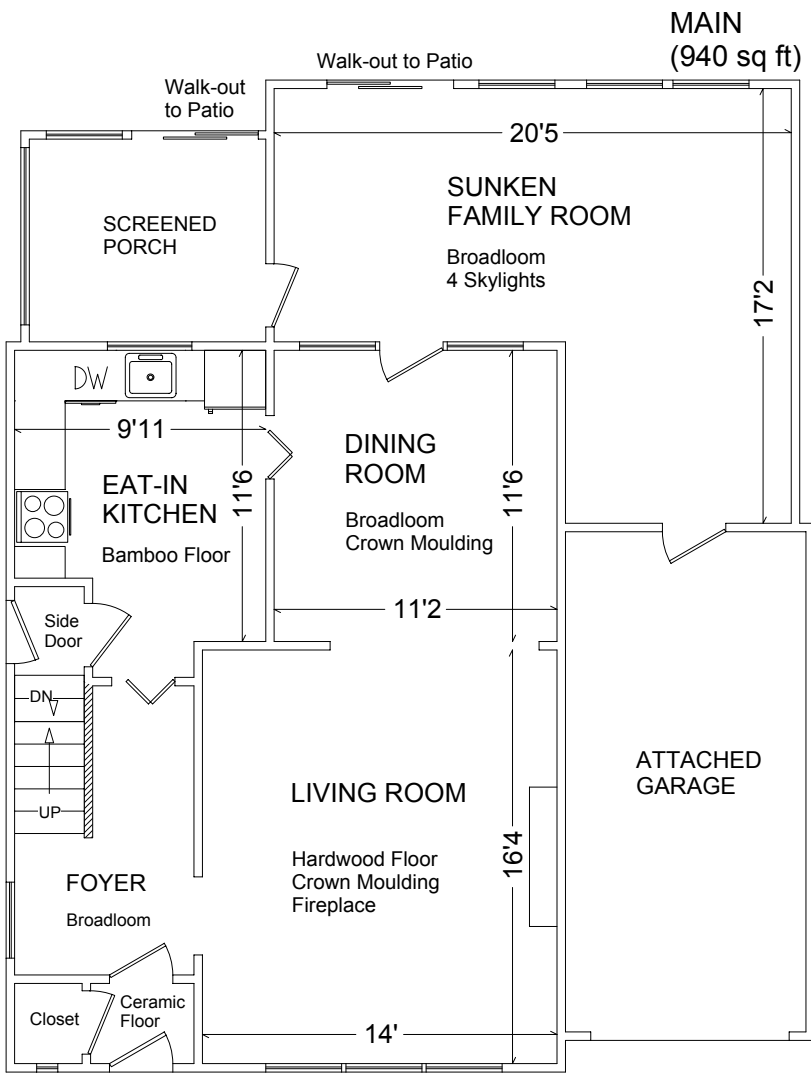 MAIN
(940 sq ft)
Walk-out to Patio
Walk-out
to Patio
20'5
SUNKEN
FAMILY ROOM
Broadloom
4 Skylights
SCREENED
PORCH
17'2
DW
9'11
EAT-IN
KITCHEN
Bamboo Floor
11'6
DINING
ROOM
Broadloom
Crown Moulding
11'6
11'2
Side
Door
DN
UP
LIVING ROOM
Hardwood Floor
Crown Moulding
Fireplace
16'4
ATTACHED
GARAGE
FOYER
Broadloom
Closet
Ceramic
Floor
14'